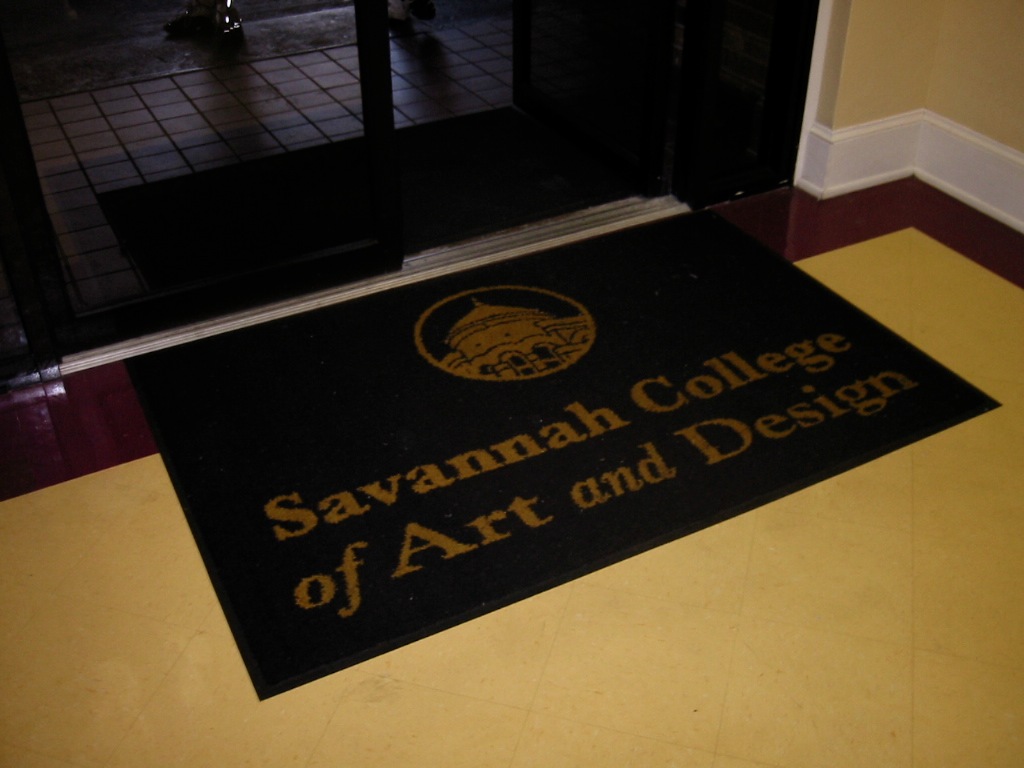 Savannah College
of Art and Design